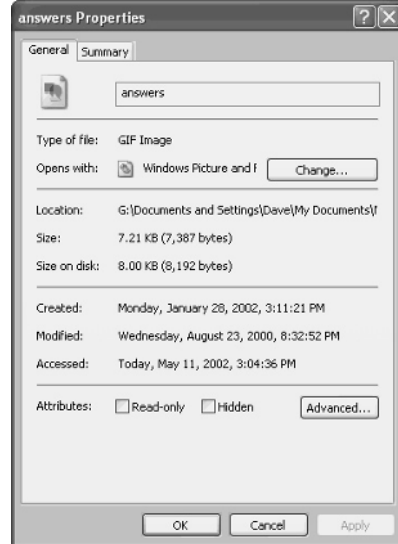 answers Properties
General Summary
answers
Type of file: GIF Image
Opens with: Windows Picture and F Change...
Location: G:\Documents and Settings\Dave\My Documents\
Size: 7.21 KB (7,387 bytes)
Size on disk: 8.00 KB (8,192 bytes)
Created: Monday, January 28, 2002, 3:11:21 PM
Modified: Wednesday, August 23, 2000, 8:32:52 PM
Accessed: Today, May 11, 2002, 3:04:36 PM
Attributes: Read-only Hidden Advanced...
OK Cancel Apply